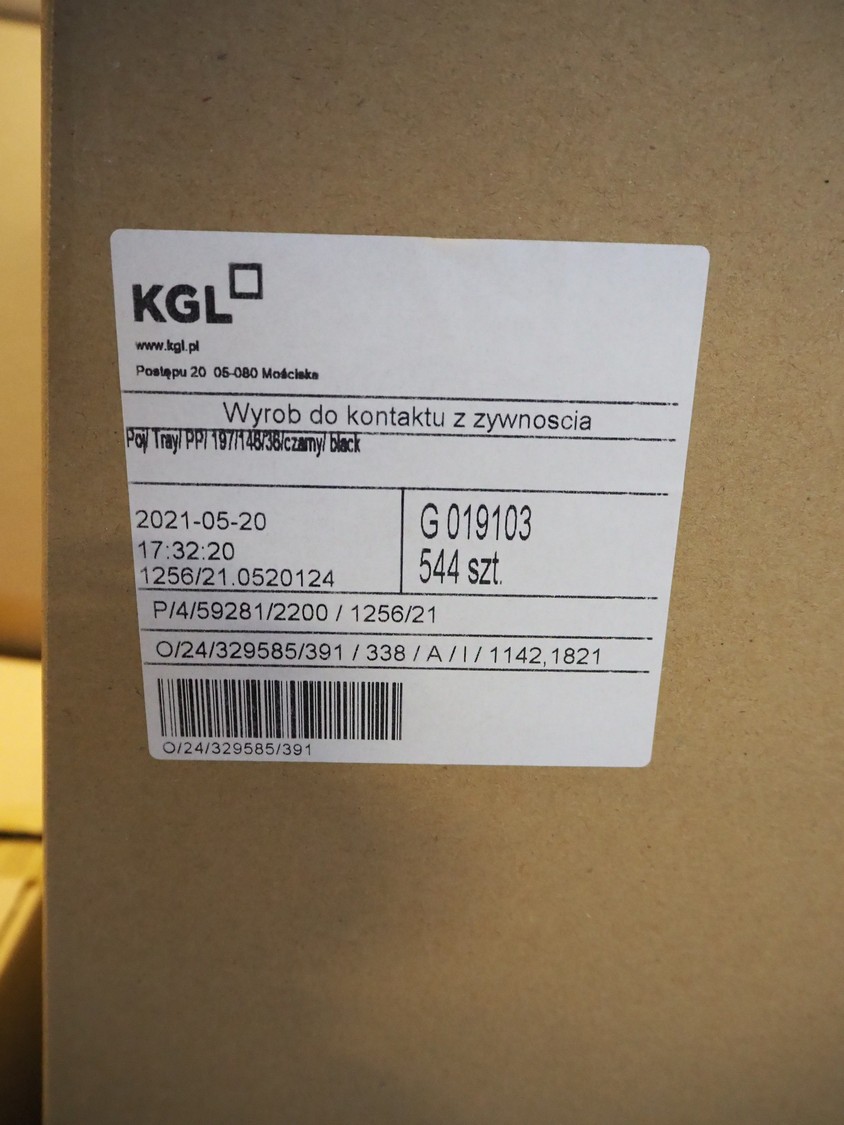 KGL
www.kgl.pl
Postępu 20 05-080 Mościska
Wyrob do kontaktu z zywnoscia
Poj/ Tray/ PP/ 197/148/38/czarny/ black
2021-05-20
17:32:20
1256/21.0520124
G 019103
544 szt.
P/4/59281/2200 / 1256/21
O/24/329585/391 / 338 / A / I / 1142,1821
O/24/329585/391